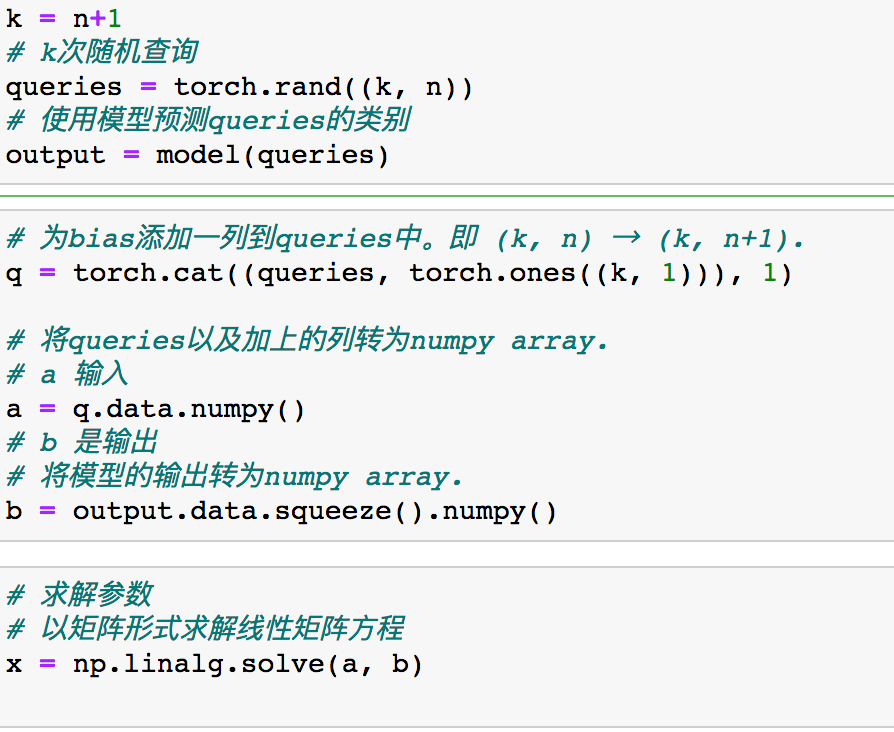 k = n+1
# k次随机查询
queries = torch.rand((k, n))
# 使用模型预测queries的类别
output = model(queries)
# 为bias添加一列到queries中。即 (k, n) → (k, n+1).
q = torch.cat((queries, torch.ones((k, 1))), 1)
# 将queries以及加上的列转为numpy array.
# a 输入
a = q.data.numpy()
# b 是输出
# 将模型的输出转为numpy array.
b = output.data.squeeze().numpy()
# 求解参数
# 以矩阵形式求解线性矩阵方程
x = np.linalg.solve(a, b)